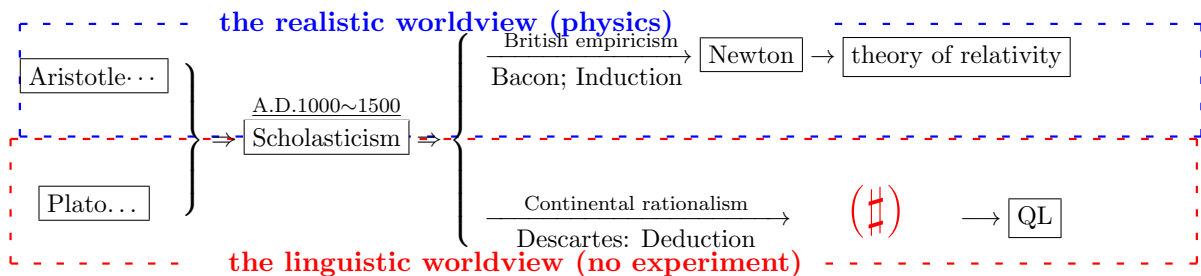 the realistic worldview (physics)
British empiricism
Aristotle··· Newton → theory of relativity
Bacon; Induction
A.D.1000∼1500
⇒ Scholasticism ⇒
Plato... Continental rationalism (♯) → QL
Descartes: Deduction
the linguistic worldview (no experiment)